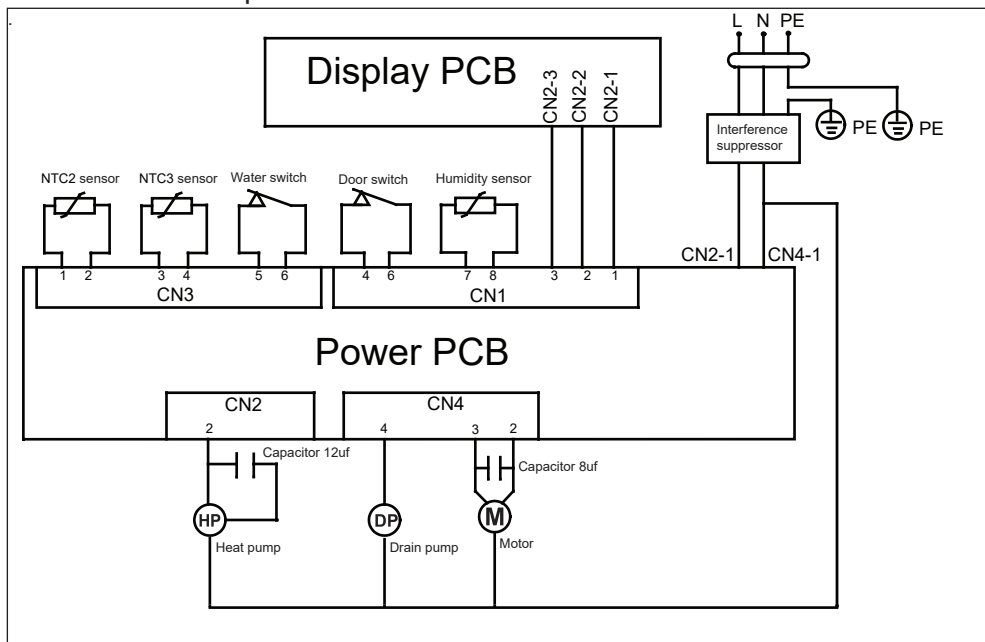 L N PE
Display PCB
CN2-3
CN2-2
CN2-1
Interference
suppressor
PE
PE
NTC2 sensor
NTC3 sensor
Water switch
Door switch
Humidity sensor
CN2-1
CN4-1
1 2 3 4 5 6
4 6 7 8 3 2 1
CN3
CN1
Power PCB
CN2
CN4
2
4
3 2
Capacitor 12uf
Capacitor 8uf
HP
DP
M
Heat pump
Drain pump
Motor